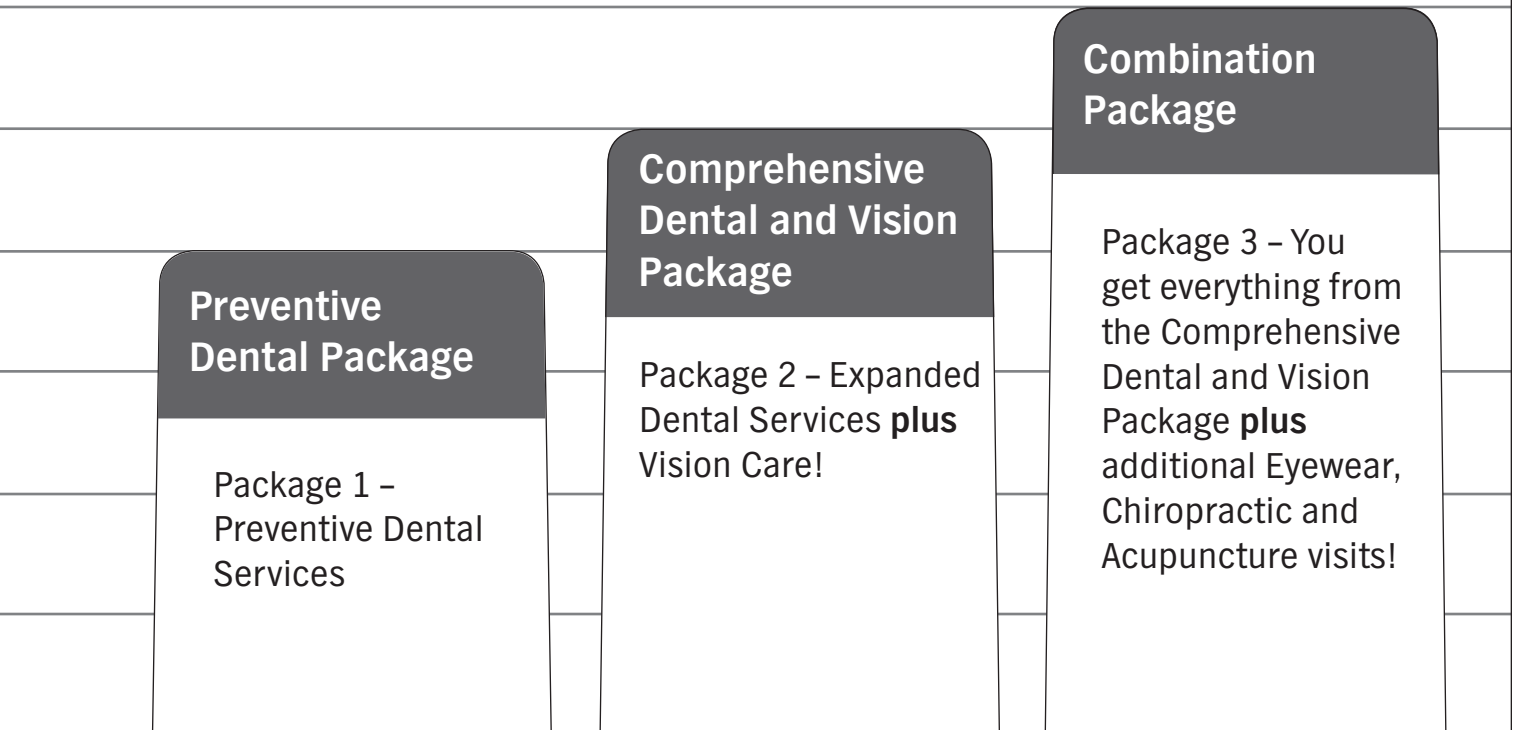 Preventive
Dental Package
Package 1 –
Preventive Dental
Services
Comprehensive
Dental and Vision
Package
Package 2 – Expanded
Dental Services plus
Vision Care!
Combination
Package
Package 3 – You
get everything from
the Comprehensive
Dental and Vision
Package plus
additional Eyewear,
Chiropractic and
Acupuncture visits!